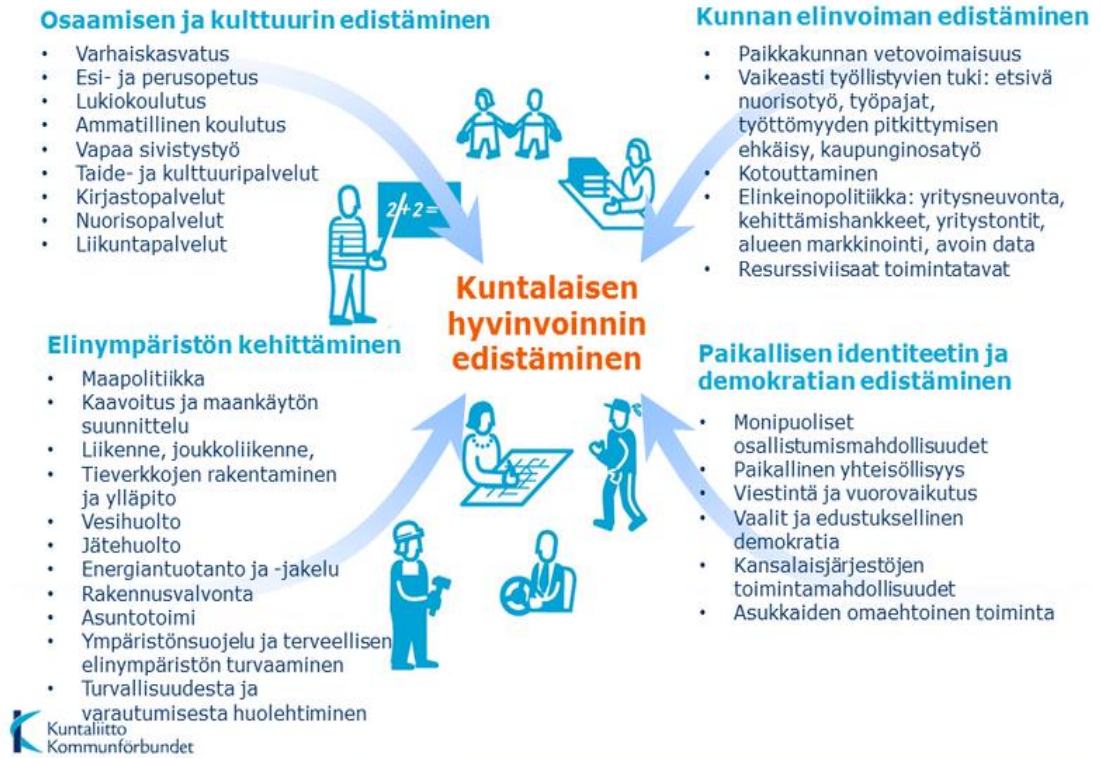 Osaamisen ja kulttuurin edistäminen
• Varhaiskasvatus
• Esi- ja perusopetus
• Lukiokoulutus
• Ammatillinen koulutus
• Vapaa sivistystyö
• Taide- ja kulttuuripalvelut
• Kirjastopalvelut
• Nuorisopalvelut
• Liikuntapalvelut
2+2=
Kunnan elinvoiman edistäminen
• Paikkakunnan vetovoimaisuus
• Vaikeasti työllistyvien tuki: etsivä
nuorisotyö, työpajat,
työttömyyden pitkittymisen
ehkäisy, kaupunginosatyö
• Kotouttaminen
• Elinkeinopolitiikka: yritysneuvonta,
kehittämishankkeet, yritystontit,
alueen markkinointi, avoin data
• Resurssiviisaat toimintatavat
Kuntalaisen
hyvinvoinnin
edistäminen
Elinympäristön kehittäminen
• Maapolitiikka
• Kaavoitus ja maankäytön
suunnittelu
• Liikenne, joukkoliikenne,
• Tieverkkojen rakentaminen
ja ylläpito
• Vesihuolto
• Jätehuolto
• Energiantuotanto ja -jakelu
• Rakennusvalvonta
• Asuntotoimi
• Ympäristönsuojelu ja terveellisen
elinympäristön turvaaminen
• Turvallisuudesta ja
varautumisesta huolehtiminen
Paikallisen identiteetin ja
demokratian edistäminen
• Monipuoliset
osallistumismahdollisuudet
• Paikallinen yhteisöllisyys
• Viestintä ja vuorovaikutus
• Vaalit ja edustuksellinen
demokratia
• Kansalaisjärjestöjen
toimintamahdollisuudet
• Asukkaiden omaehtoinen toiminta
Kuntaliitto
Kommunförbundet